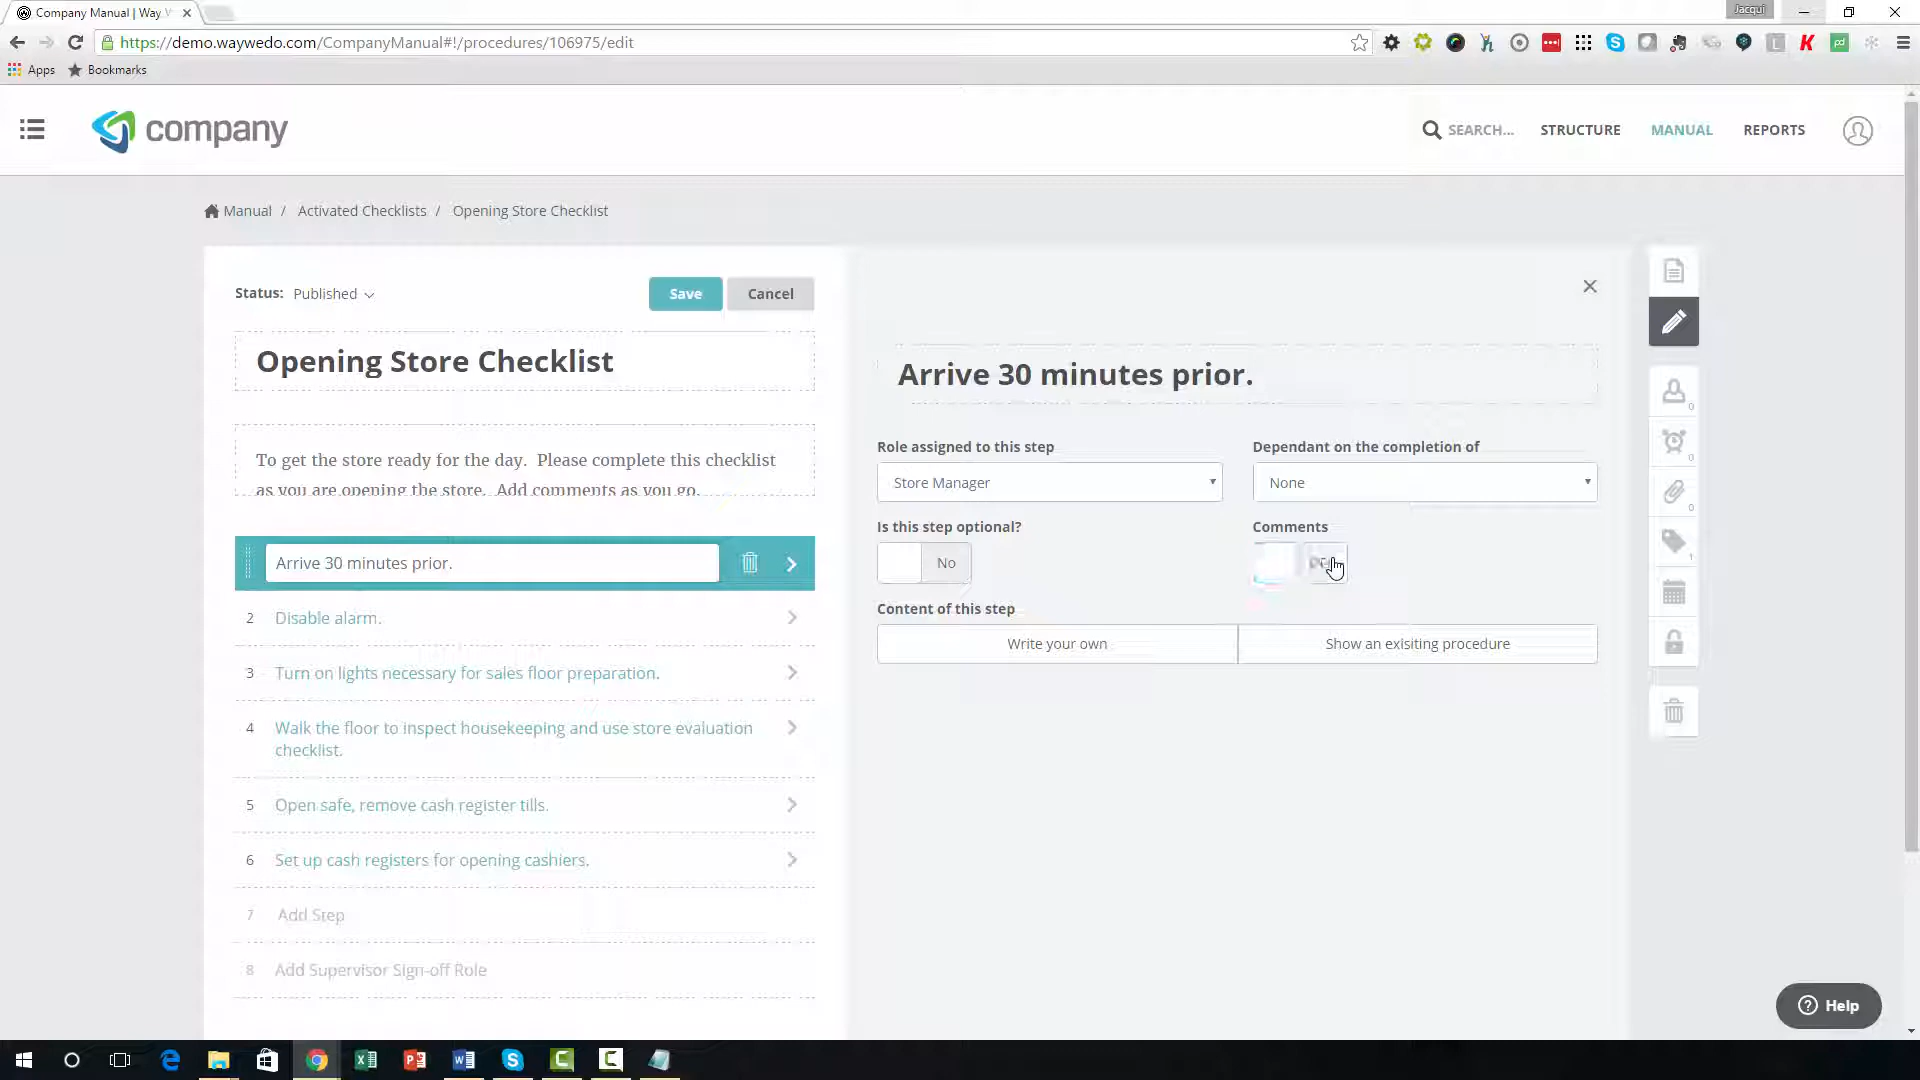 Company Manual | Way W
Jacqui
https://demo.waywedo.com/CompanyManual#!/procedures/106975/edit
Apps Bookmarks
company
SEARCH... STRUCTURE MANUAL REPORTS
Manual / Activated Checklists / Opening Store Checklist
Status: Published Save Cancel
Opening Store Checklist
To get the store ready for the day. Please complete this checklist
as you are opening the store. Add comments as you go.
Arrive 30 minutes prior.
2 Disable alarm.
3 Turn on lights necessary for sales floor preparation.
4 Walk the floor to inspect housekeeping and use store evaluation
checklist.
5 Open safe, remove cash register tills.
6 Set up cash registers for opening cashiers.
7 Add Step
8 Add Supervisor Sign-off Role
Arrive 30 minutes prior.
Role assigned to this step Dependant on the completion of
Store Manager None
Is this step optional? Comments
No
Content of this step
Write your own Show an exisiting procedure
0
0
0
1
Help